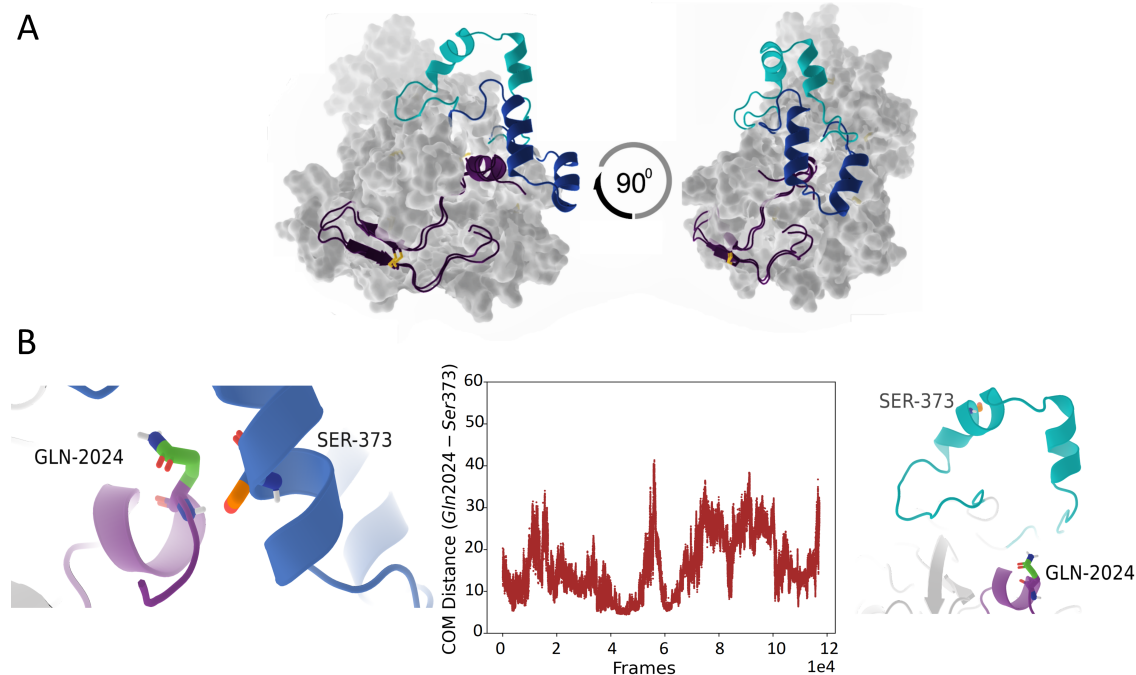 A
90⁰
B
GLN-2024
SER-373
COM Distance (Gln2024 − Ser373)
60
50
40
30
20
10
0
0 2 4 6 8 10 12
1e4
Frames
SER-373
GLN-2024